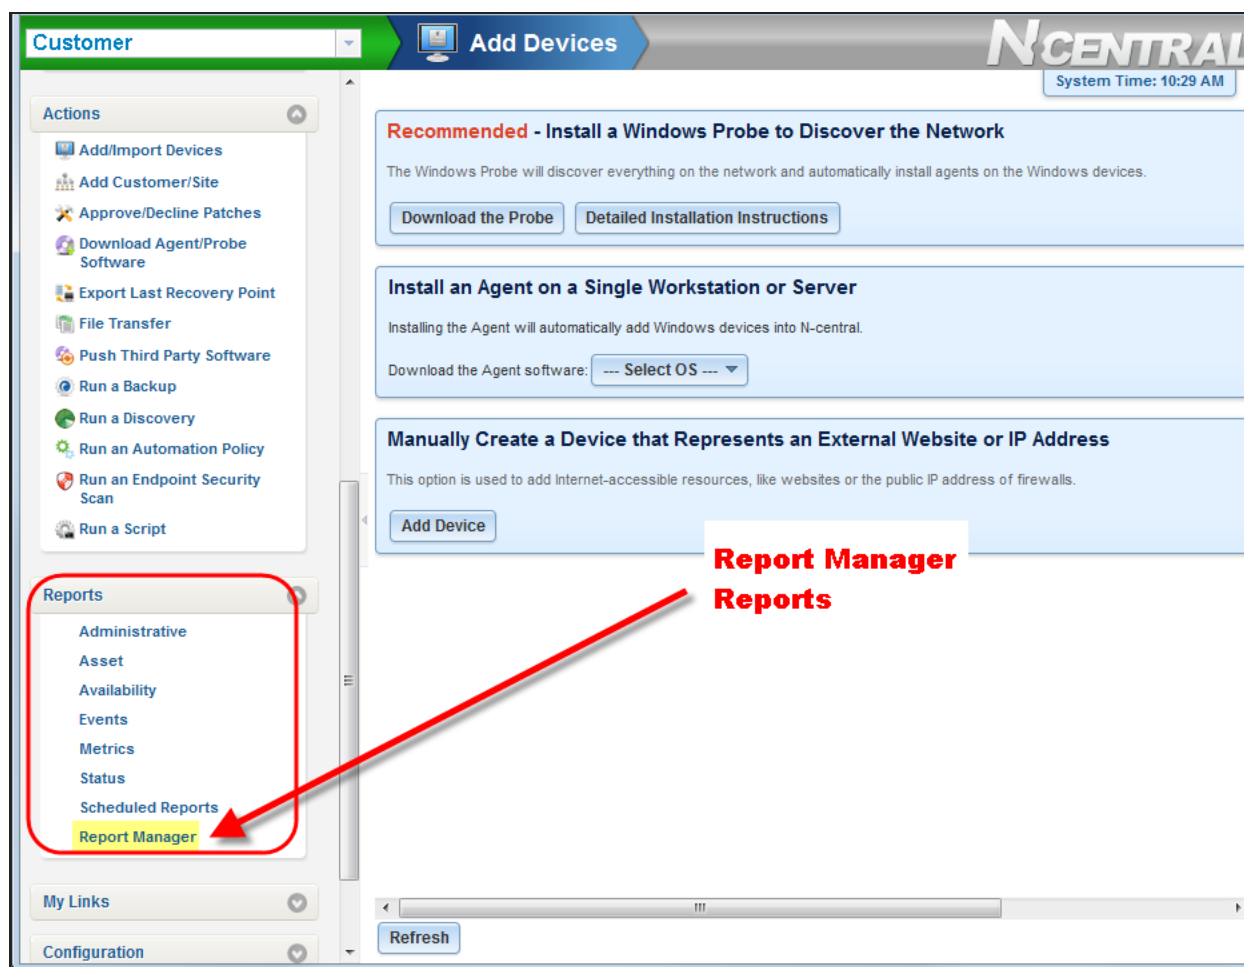 Customer
Add Devices
NCENTRAL
System Time: 10:29 AM
Actions
Add/Import Devices
Add Customer/Site
Approve/Decline Patches
Download Agent/Probe
Software
Export Last Recovery Point
File Transfer
Push Third Party Software
Run a Backup
Run a Discovery
Run an Automation Policy
Run an Endpoint Security
Scan
Run a Script
Reports
Administrative
Asset
Availability
Events
Metrics
Status
Scheduled Reports
Report Manager
My Links
Configuration
Recommended - Install a Windows Probe to Discover the Network
The Windows Probe will discover everything on the network and automatically install agents on the Windows devices.
Download the Probe
Detailed Installation Instructions
Install an Agent on a Single Workstation or Server
Installing the Agent will automatically add Windows devices into N-central.
Download the Agent software: --- Select OS ---
Manually Create a Device that Represents an External Website or IP Address
This option is used to add Internet-accessible resources, like websites or the public IP address of firewalls.
Add Device
Report Manager
Reports
Refresh